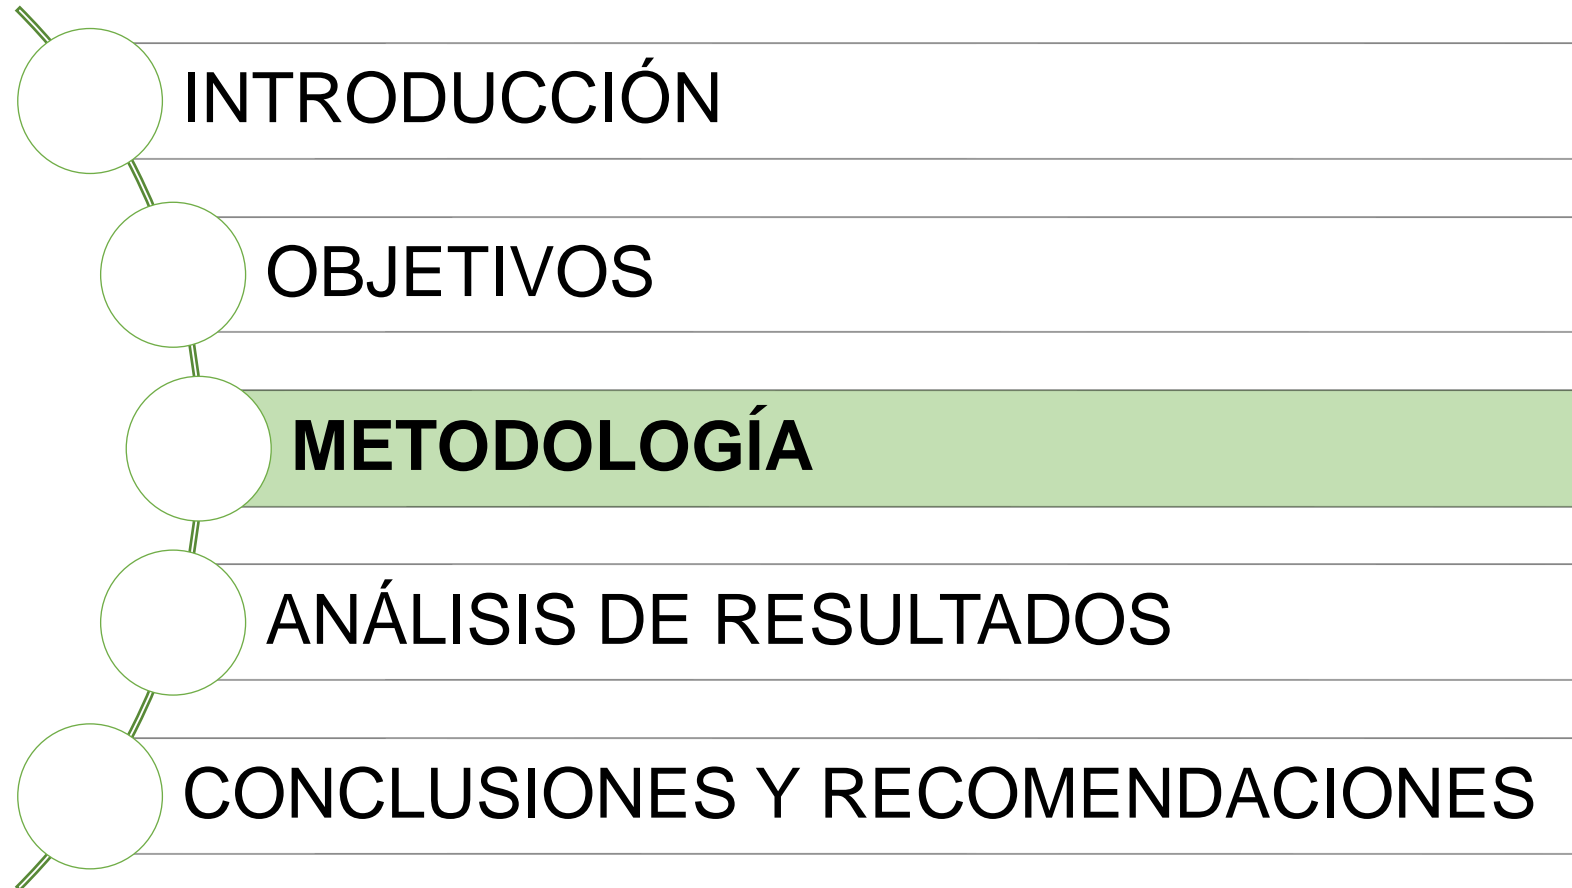 INTRODUCCIÓN
OBJETIVOS
METODOLOGÍA
ANÁLISIS DE RESULTADOS
CONCLUSIONES Y RECOMENDACIONES